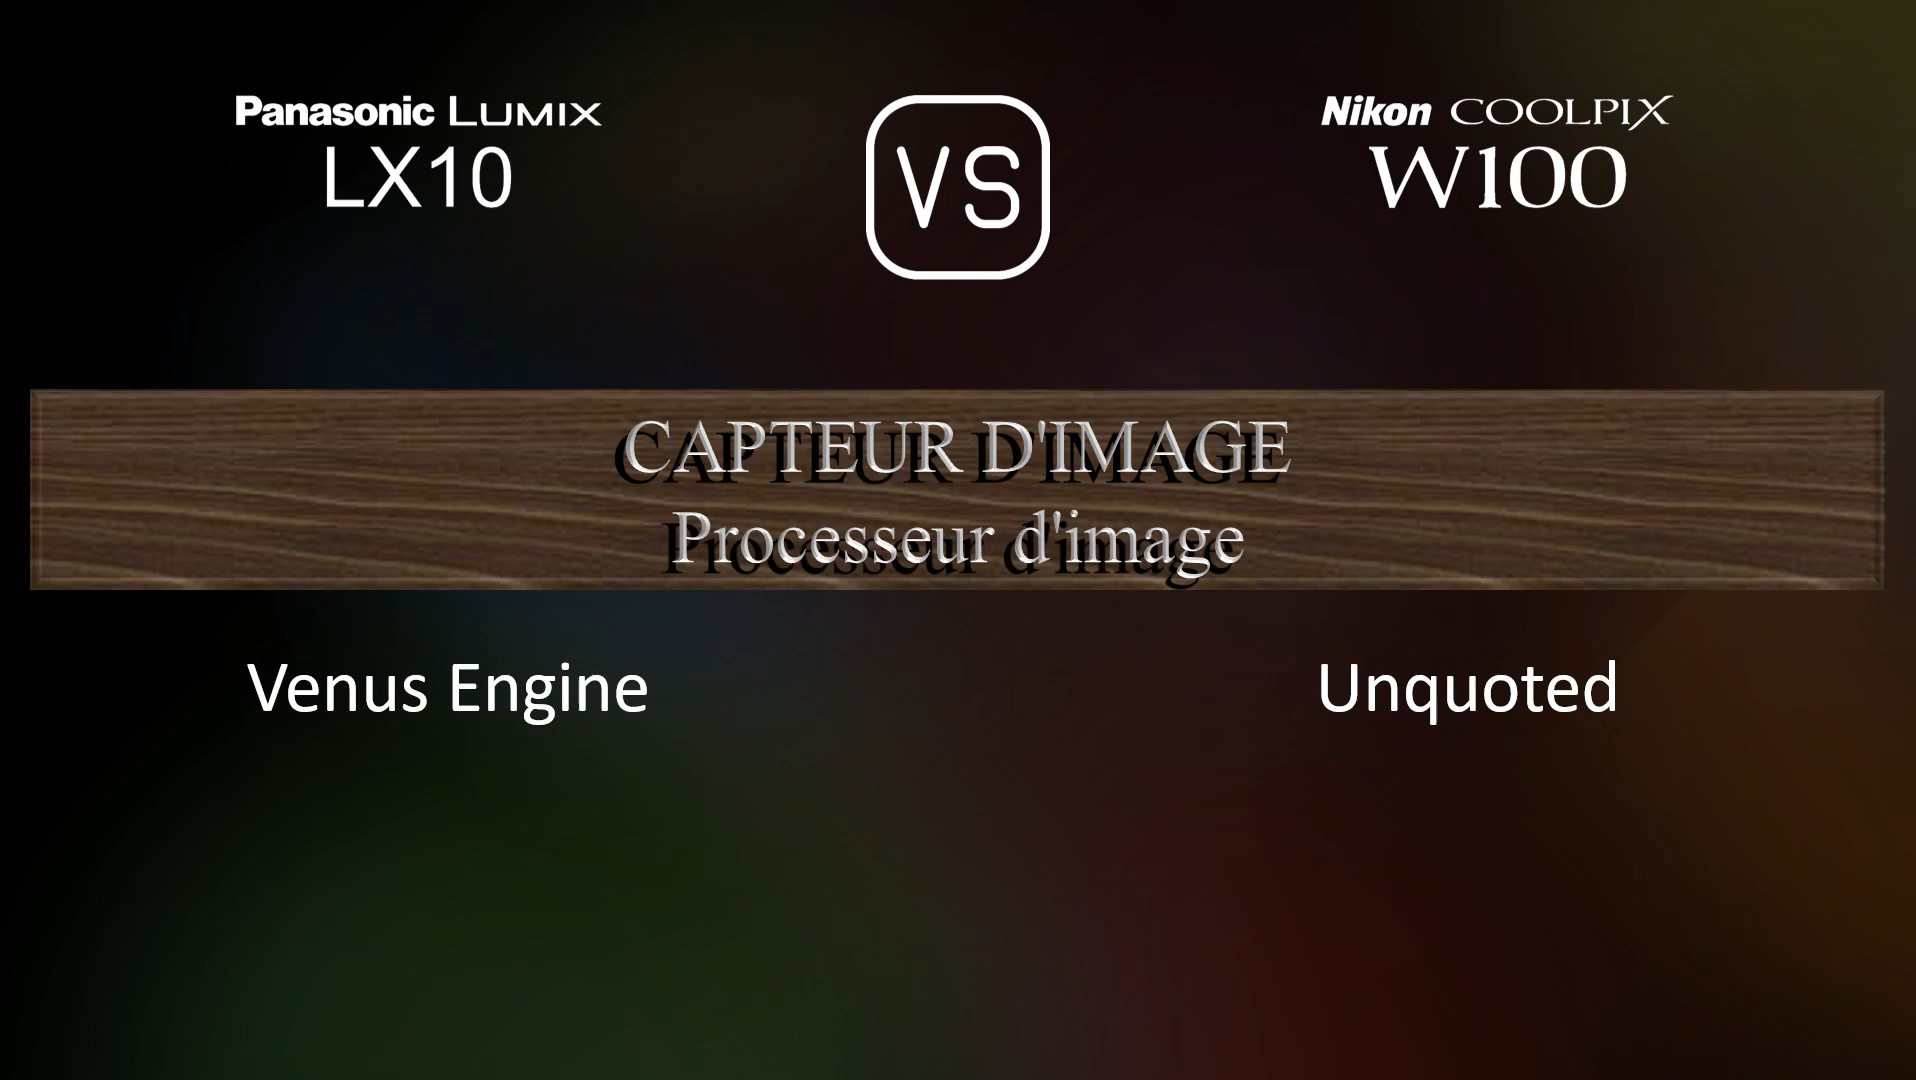 Panasonic LUMIX
LX10
VS
Nikon COOLPIX
W100
CAPTEUR D'IMAGE
Processeur d'image
Venus Engine
Unquoted